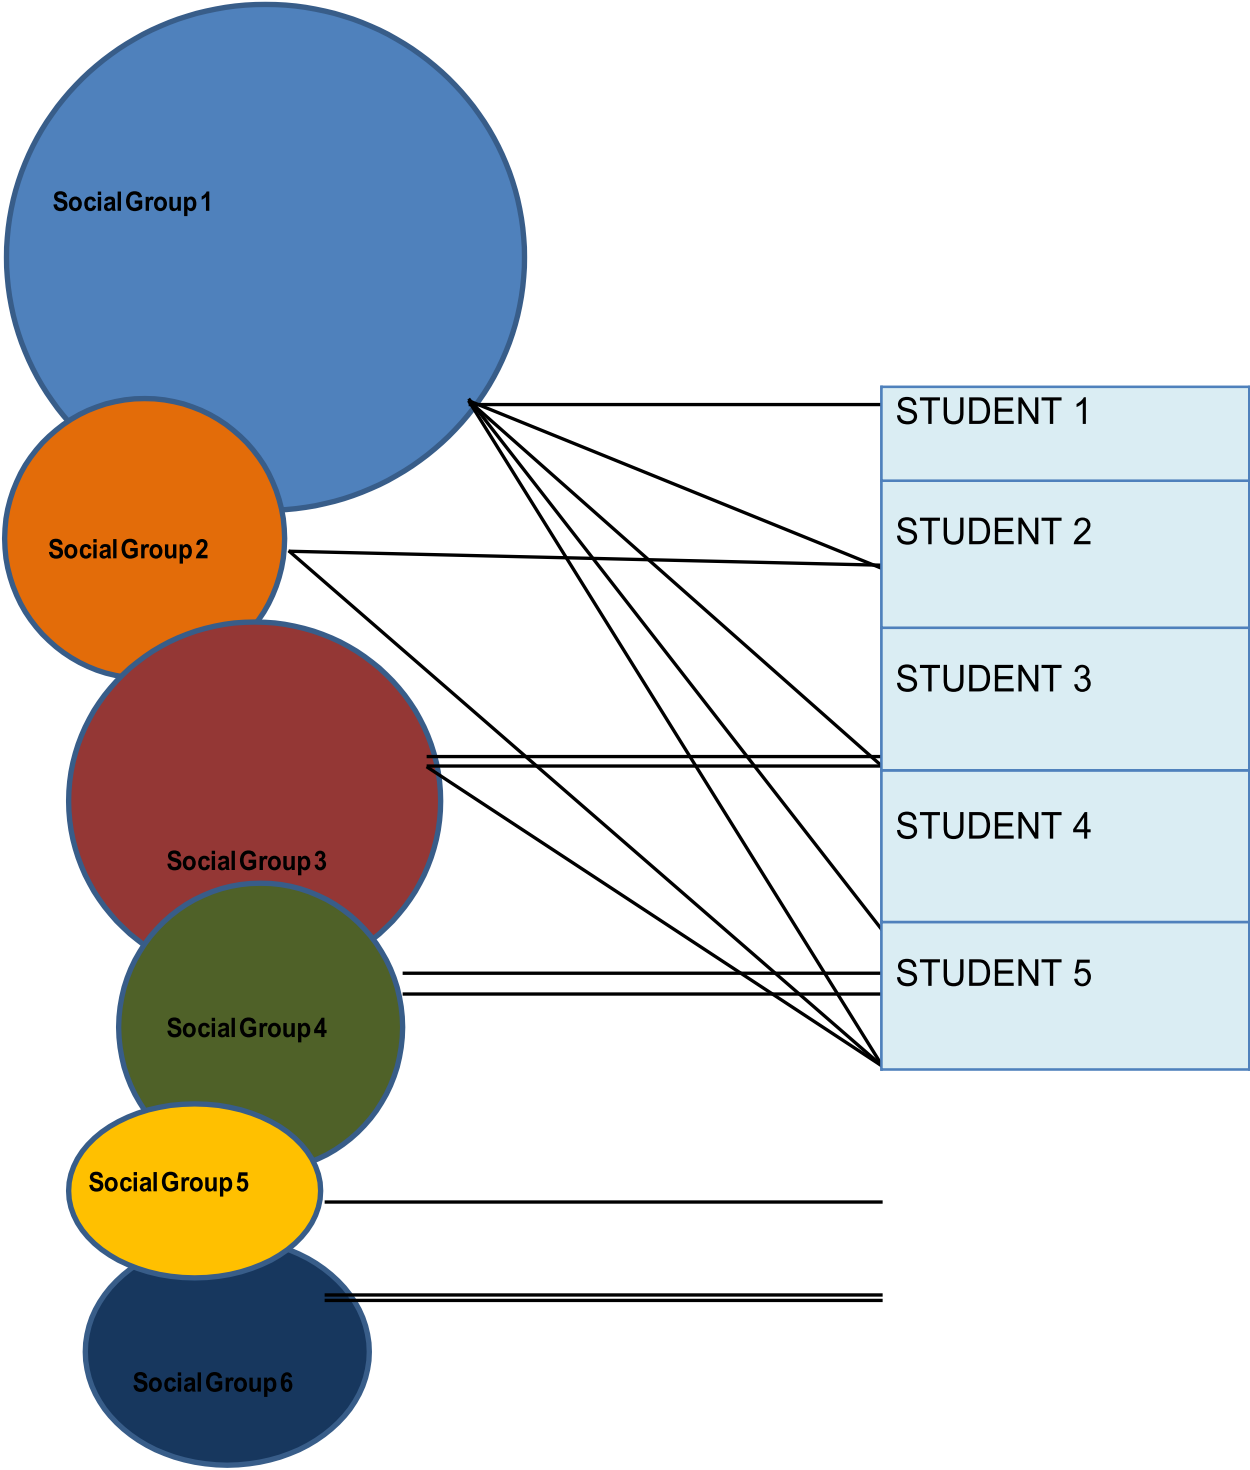 Social Group 1
STUDENT 1
STUDENT 2
Social Group 2
STUDENT 3
STUDENT 4
Social Group 3
STUDENT 5
Social Group 4
Social Group 5
Social Group 6